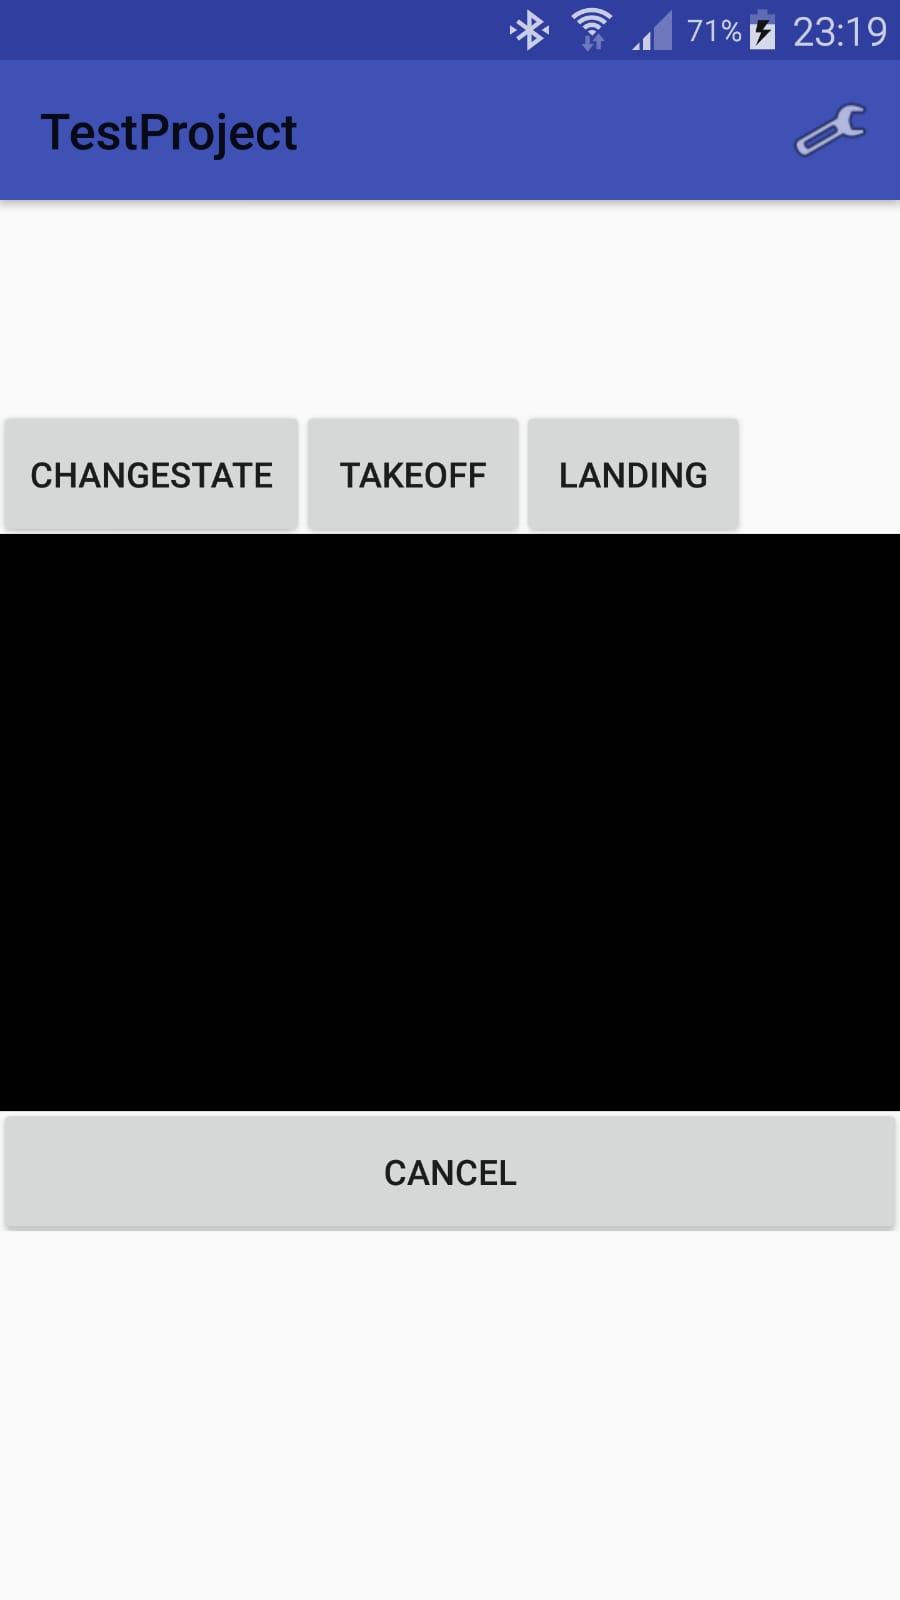 71% 23:19
TestProject
CHANGESTATE TAKEOFF LANDING
CANCEL